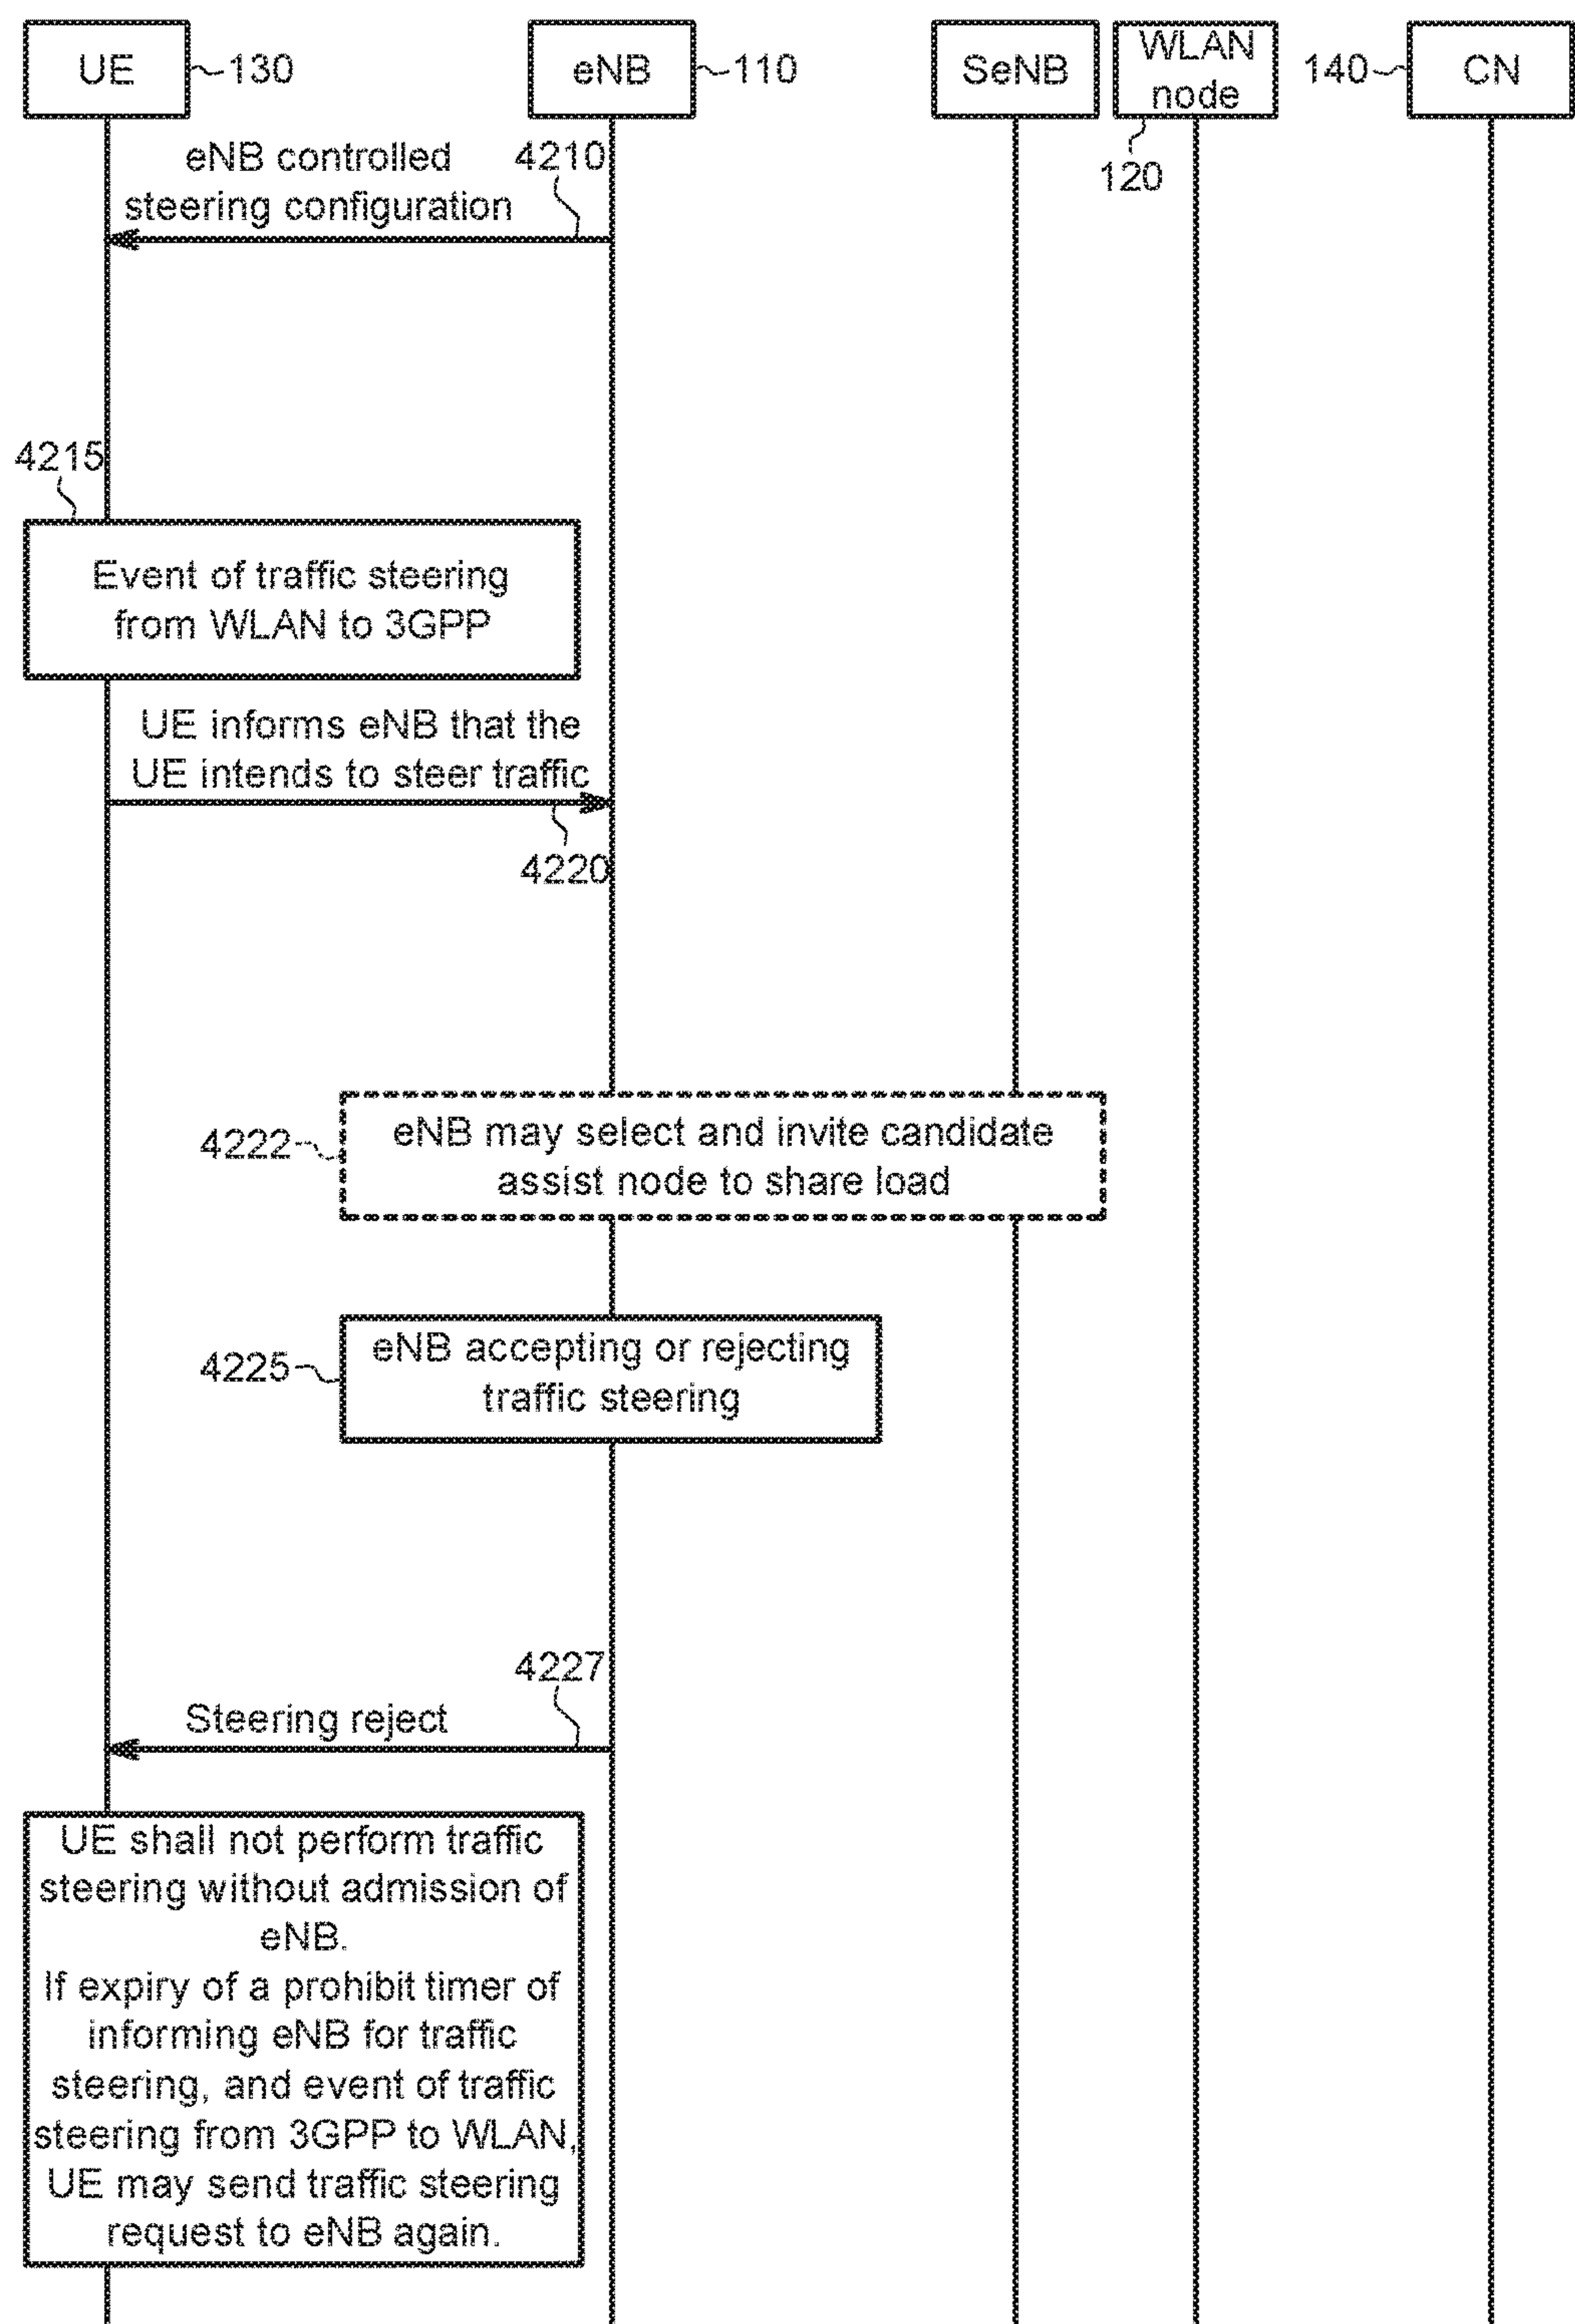 UE
130
eNB
110
SeNB
WLAN
node
120
140
CN
eNB controlled
steering configuration
4210
4215
Event of traffic steering
from WLAN to 3GPP
UE informs eNB that the
UE intends to steer traffic
4220
4222
eNB may select and invite candidate
assist node to share load
4225
eNB accepting or rejecting
traffic steering
4227
Steering reject
UE shall not perform traffic
steering without admission of
eNB.
If expiry of a prohibit timer of
informing eNB for traffic
steering, and event of traffic
steering from 3GPP to WLAN,
UE may send traffic steering
request to eNB again.